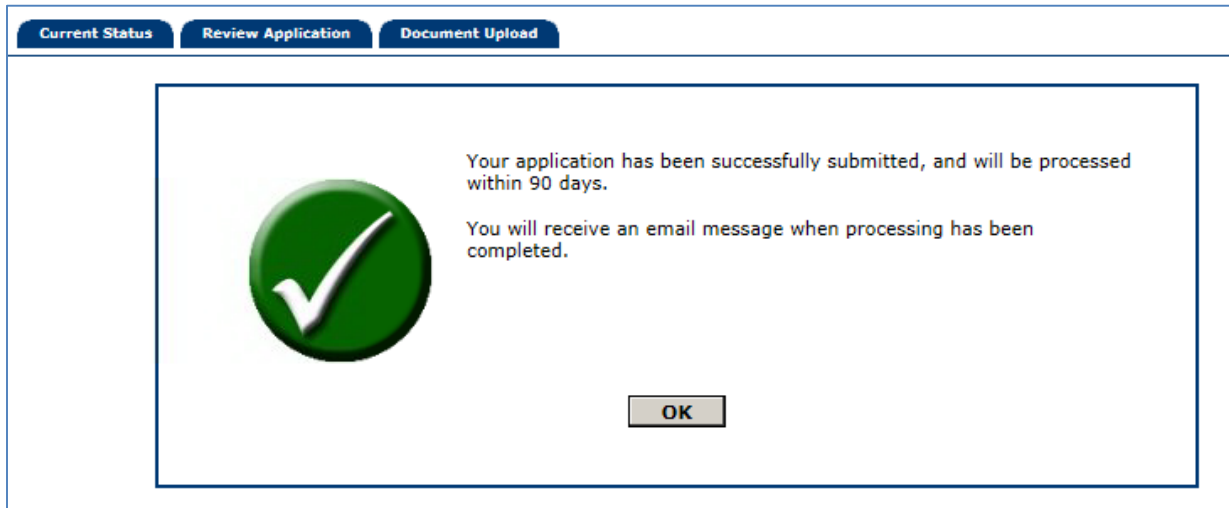 Current Status
Review Application
Document Upload
Your application has been successfully submitted, and will be processed
within 90 days.
You will receive an email message when processing has been
completed.
OK